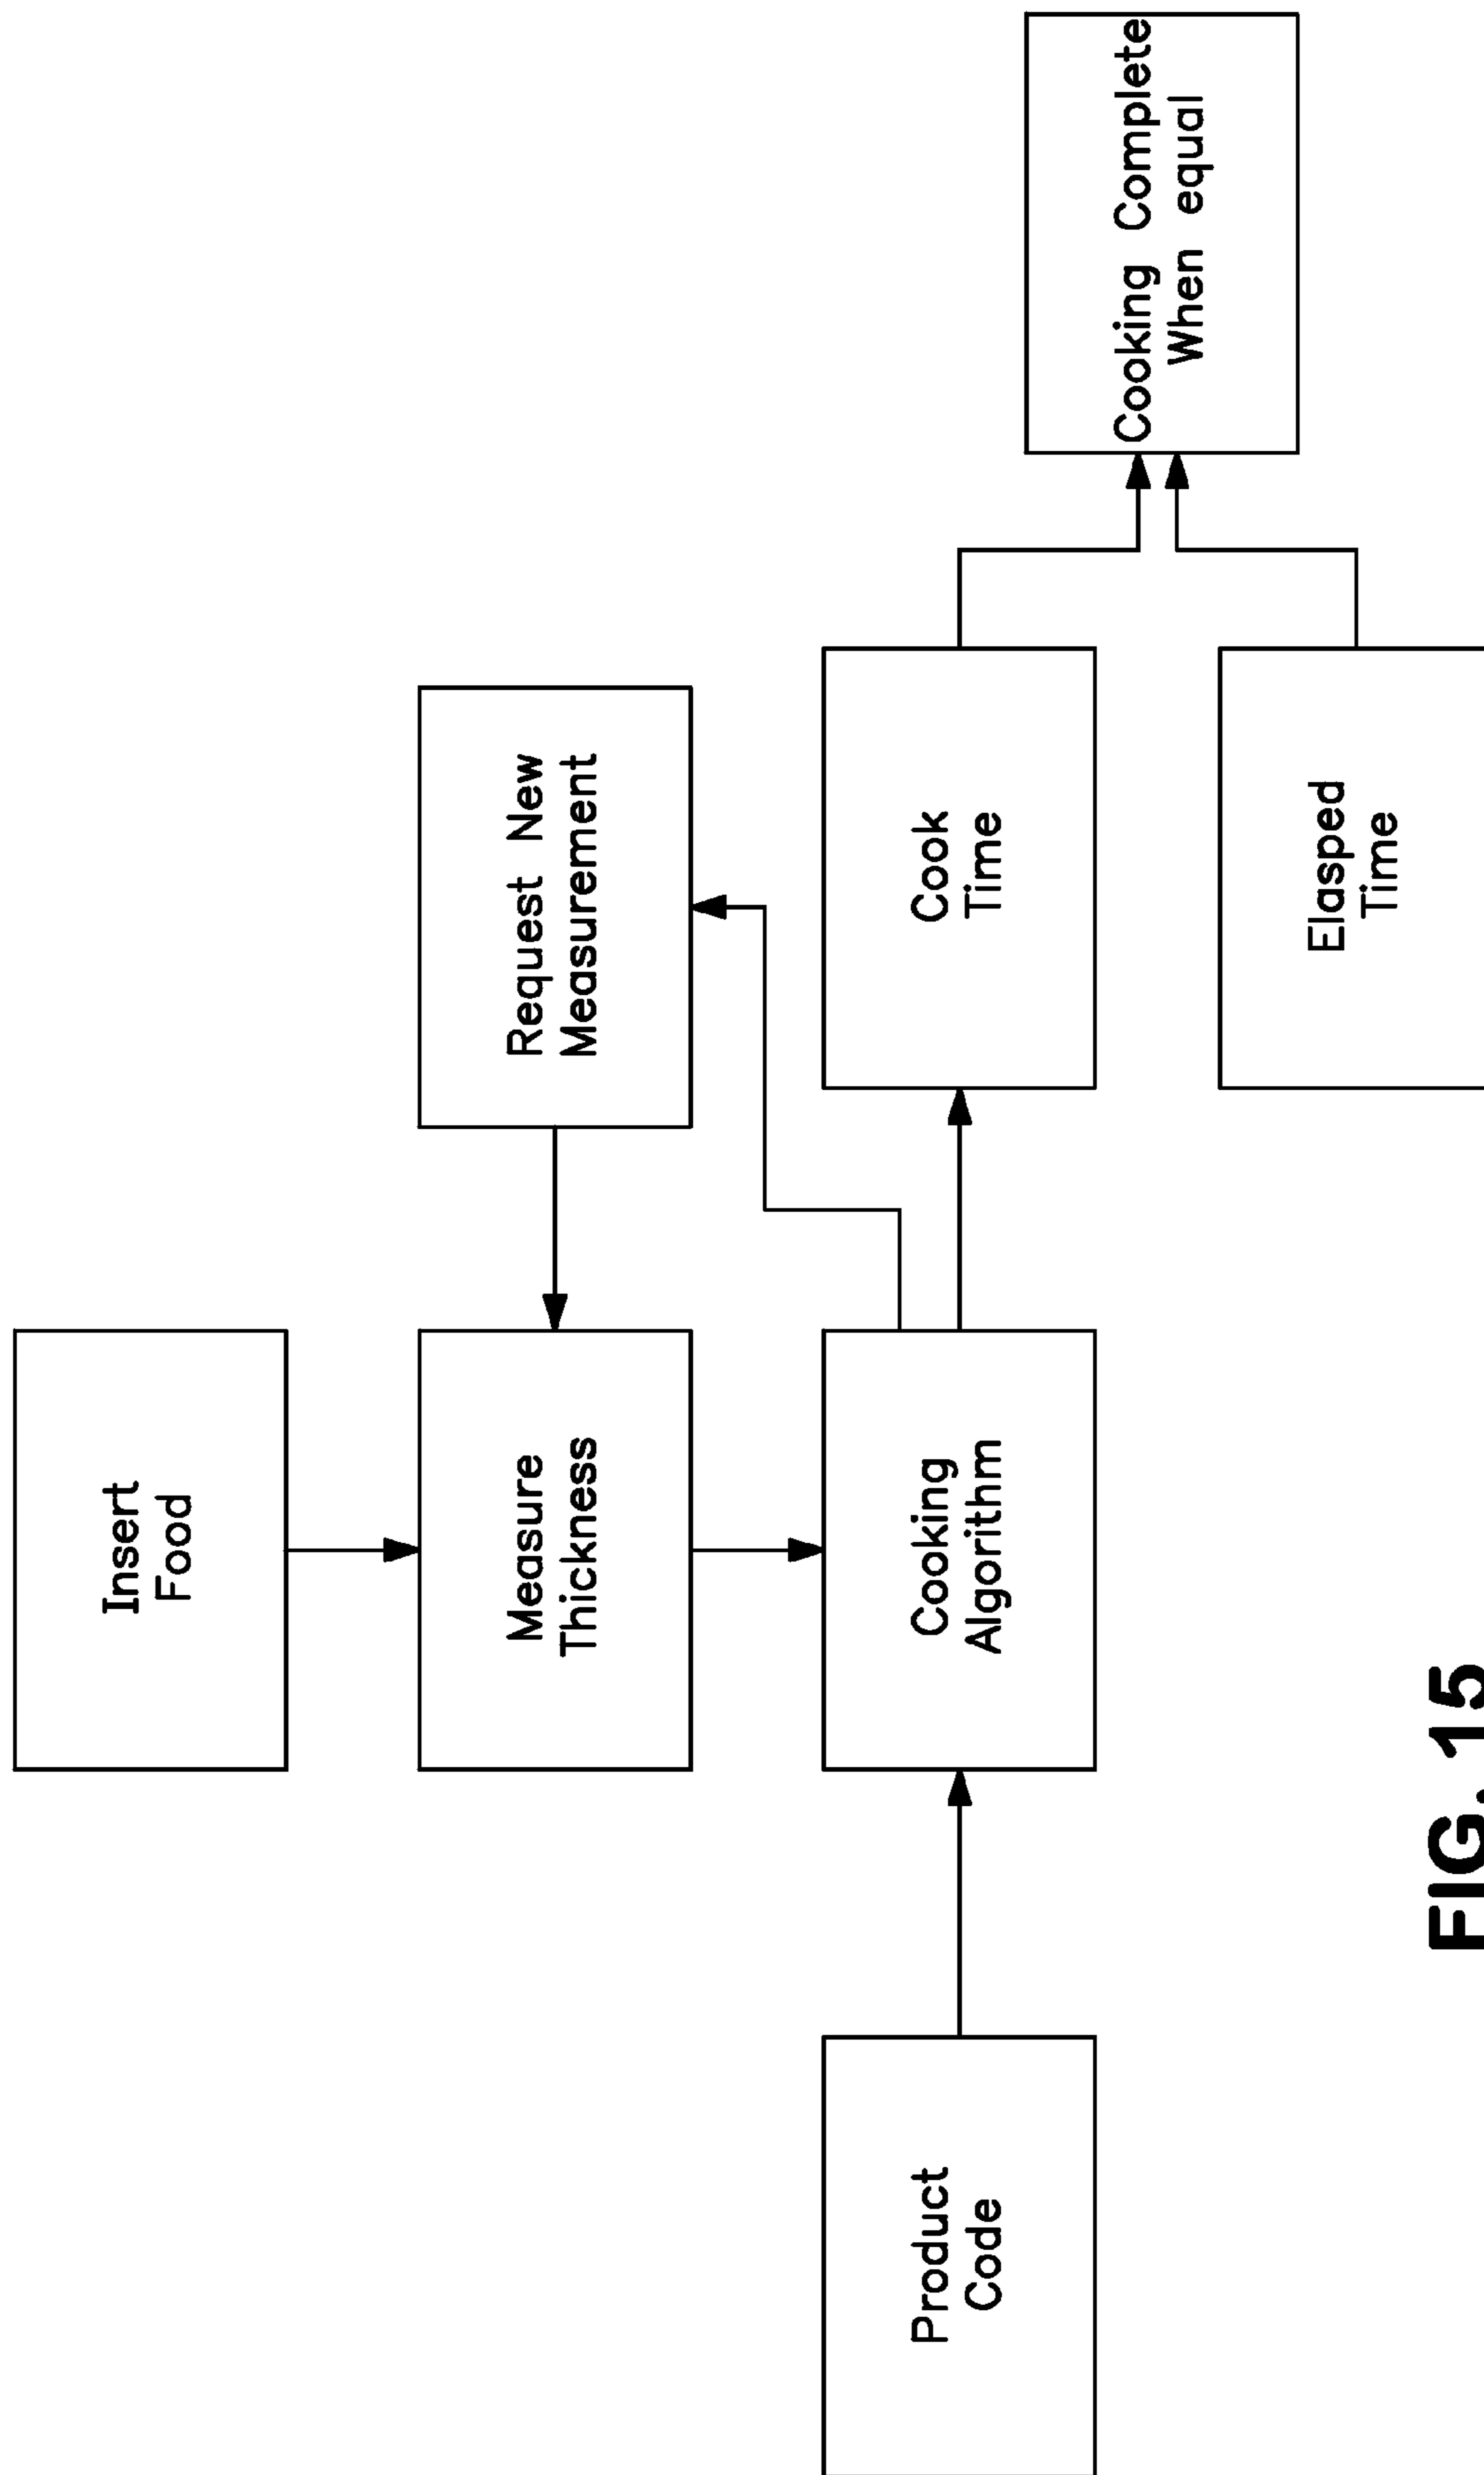 Insert
Food
Measure
Thickness
Request New
Measurement
Product
Code
Cooking
Algorithm
Cook
Time
Cooking Complete
When equal
Elasped
Time
FIG. 15